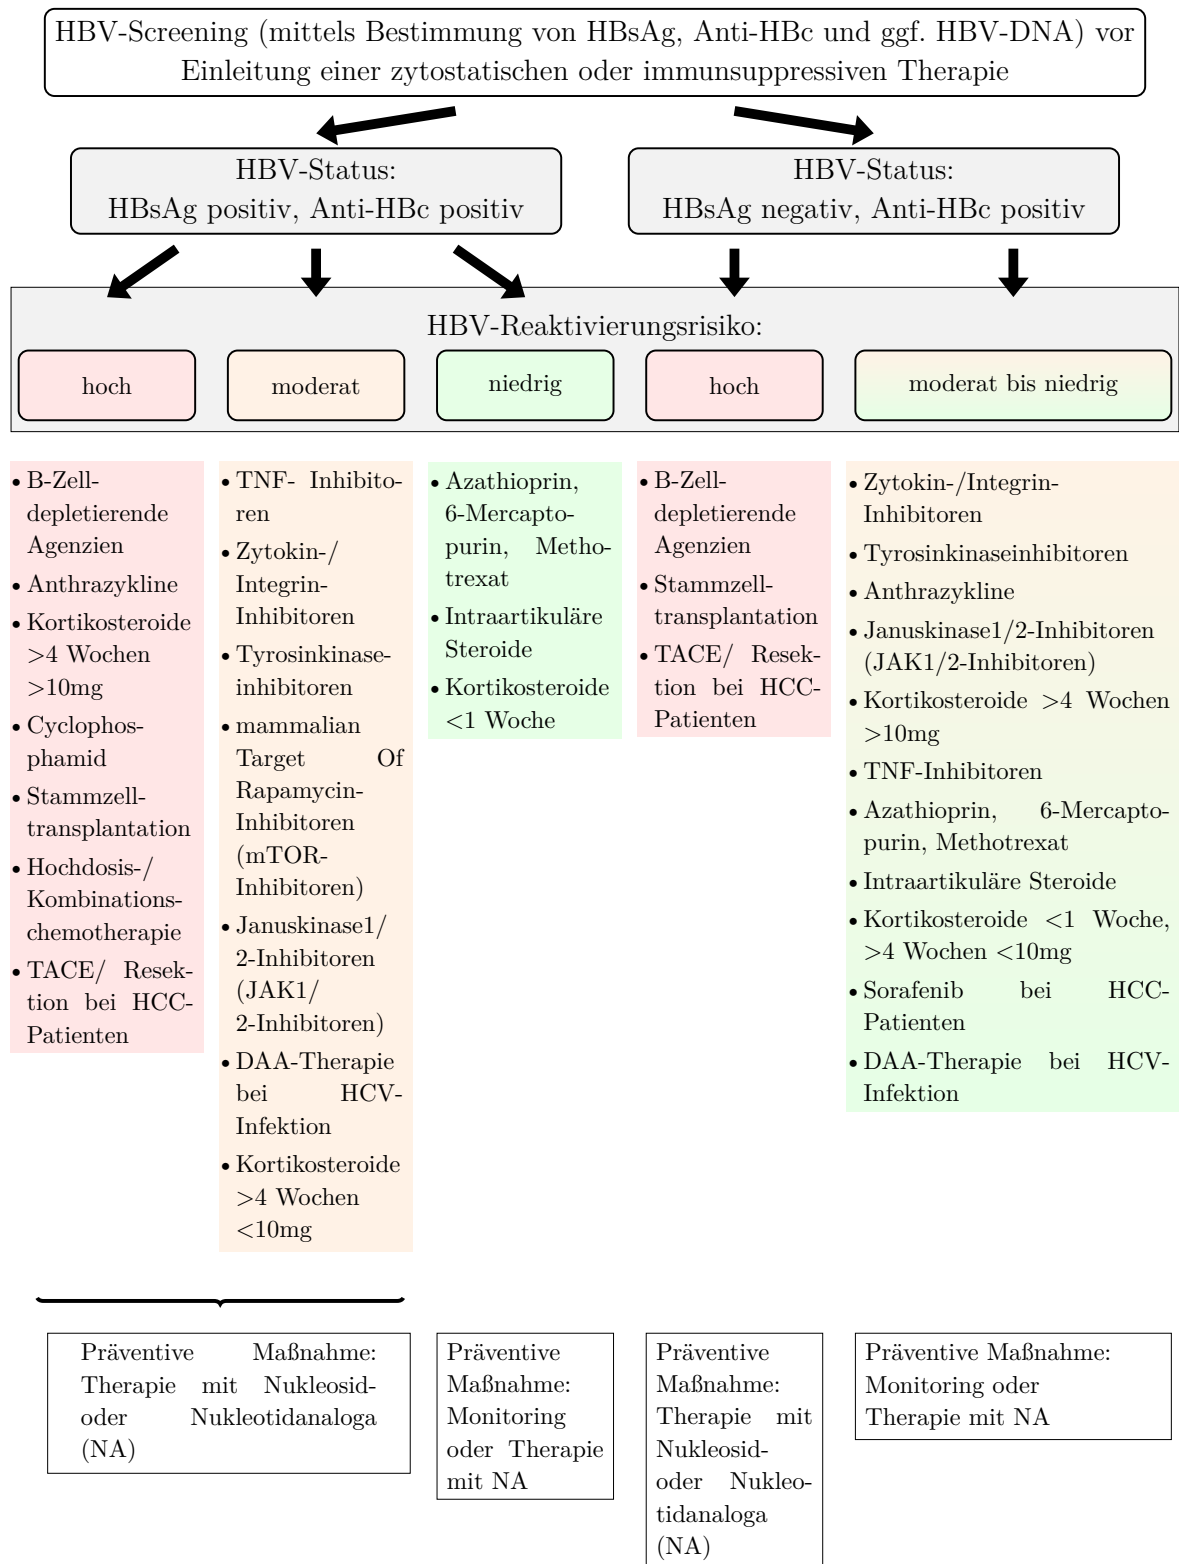 HBV-Screening (mittels Bestimmung von HBsAg, Anti-HBc und ggf. HBV-DNA) vor
Einleitung einer zytostatischen oder immunsuppressiven Therapie
HBV-Status:
HBsAg positiv, Anti-HBc positiv
HBV-Status:
HBsAg negativ, Anti-HBc positiv
HBV-Reaktivierungsrisiko:
hoch
moderat
niedrig
hoch
moderat bis niedrig
• B-Zell-
depletierende
Agenzien
• Anthrazykline
• Kortikosteroide
>4 Wochen
>10mg
• Cyclophos-
phamid
• Stammzell-
transplantation
• Hochdosis-/
Kombinations-
chemotherapie
• TACE/ Resek-
tion bei HCC-
Patienten
• TNF- Inhibito-
ren
• Zytokin-/
Integrin-
Inhibitoren
• Tyrosinkinase-
inhibitoren
• mammalian
Target Of
Rapamycin-
Inhibitoren
(mTOR-
Inhibitoren)
• Januskinase1/
2-Inhibitoren
(JAK1/
2-Inhibitoren)
• DAA-Therapie
bei HCV-
Infektion
• Kortikosteroide
>4 Wochen
<10mg
• Azathioprin,
6-Mercapto-
purin, Metho-
trexat
• Intraartikuläre
Steroide
• Kortikosteroide
<1 Woche
• B-Zell-
depletierende
Agenzien
• Stammzell-
transplantation
• TACE/ Resek-
tion bei HCC-
Patienten
• Zytokin-/Integrin-
Inhibitoren
• Tyrosinkinaseinhibitoren
• Anthrazykline
• Januskinase1/2-Inhibitoren
(JAK1/2-Inhibitoren)
• Kortikosteroide >4 Wochen
>10mg
• TNF-Inhibitoren
• Azathioprin, 6-Mercapto-
purin, Methotrexat
• Intraartikuläre Steroide
• Kortikosteroide <1 Woche,
>4 Wochen <10mg
• Sorafenib bei HCC-
Patienten
• DAA-Therapie bei HCV-
Infektion
Präventive Maßnahme:
Therapie mit Nukleosid-
oder Nukleotidanaloga
(NA)
Präventive
Maßnahme:
Monitoring
oder Therapie
mit NA
Präventive
Maßnahme:
Therapie mit
Nukleosid-
oder Nukleo-
tidanaloga
(NA)
Präventive Maßnahme:
Monitoring oder
Therapie mit NA